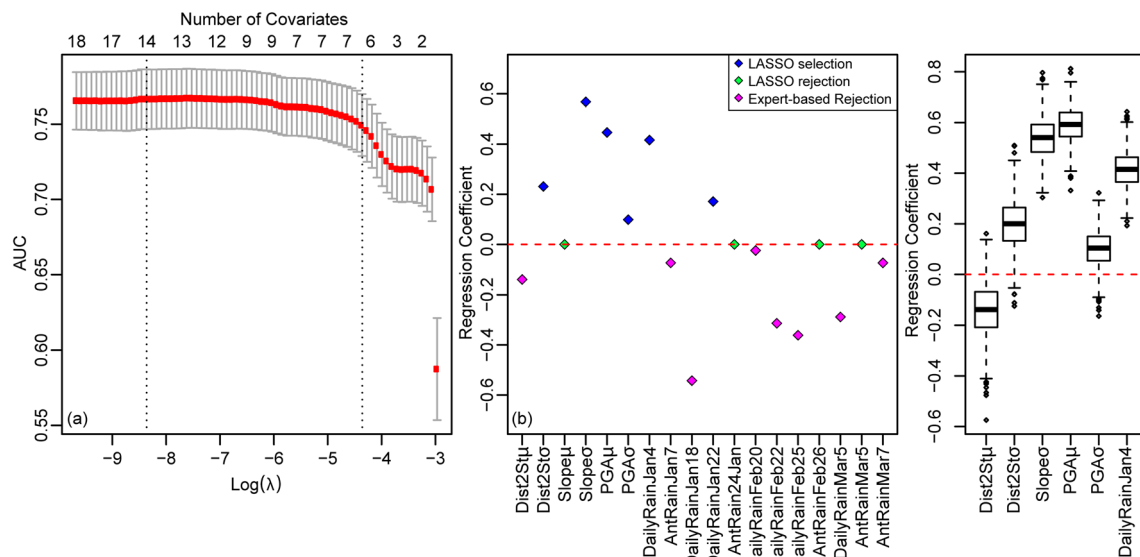 Number of Covariates
18 17 14 13 12 9 9 7 7 7 6 3 2
AUC
0.75
0.70
0.65
0.60
0.55
(a)
−9 −8 −7 −6 −5 −4 −3
Log(λ)
LASSO selection
LASSO rejection
Expert-based Rejection
Regression Coefficient
0.6
0.4
0.2
0.0
−0.2
−0.4
−0.6
(b)
Dist2Stμ
Dist2Stσ
Slopeμ
Slopeσ
PGAμ
PGAσ
DailyRainJan4
AntRainJan7
DailyRainJan18
DailyRainJan22
AntRain24Jan
ailyRainFeb20
ailyRainFeb22
ailyRainFeb25
AntRainFeb26
DailyRainMar5
AntRainMar5
AntRainMar7
Regression Coefficient
0.8
0.6
0.4
0.2
0.0
−0.2
−0.4
−0.6
Dist2Stμ
Dist2Stσ
Slopeσ
PGAμ
PGAσ
DailyRainJan4